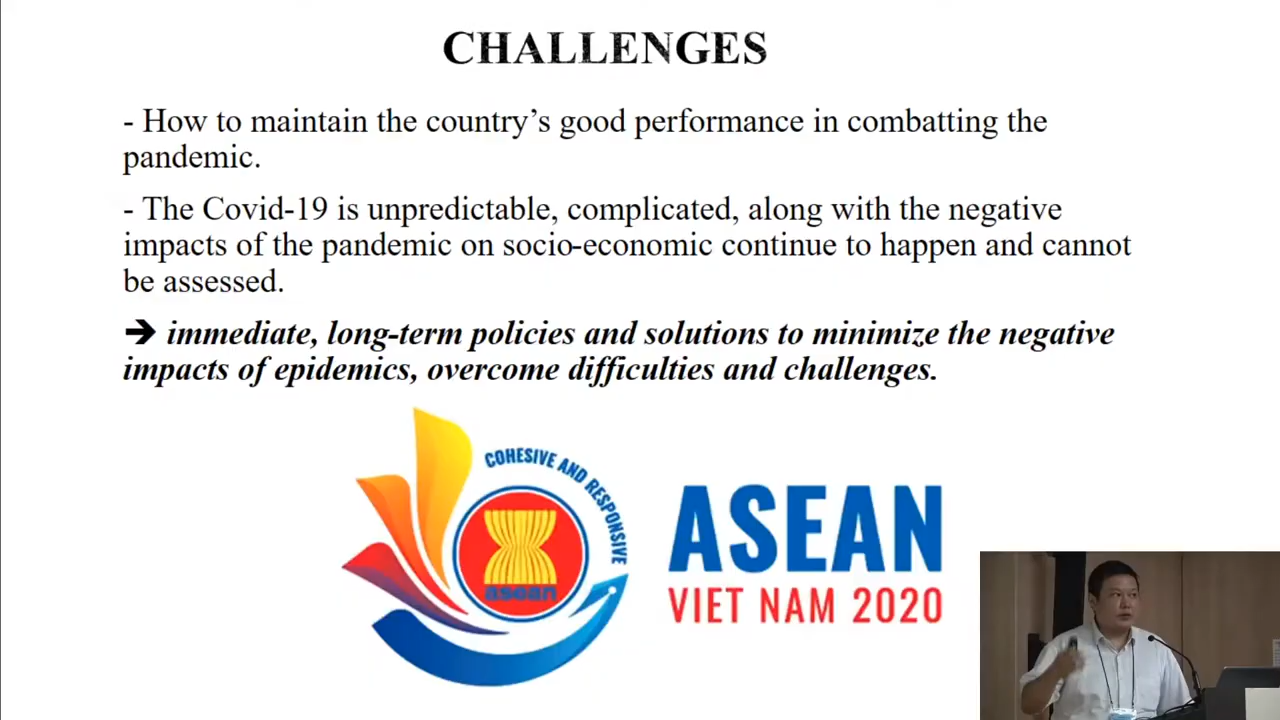 CHALLENGES
- How to maintain the country’s good performance in combatting the
pandemic.
- The Covid-19 is unpredictable, complicated, along with the negative
impacts of the pandemic on socio-economic continue to happen and cannot
be assessed.
➔ immediate, long-term policies and solutions to minimize the negative
impacts of epidemics, overcome difficulties and challenges.
COHESIVE AND RESPONSIVE
asean
ASEAN
VIET NAM 2020